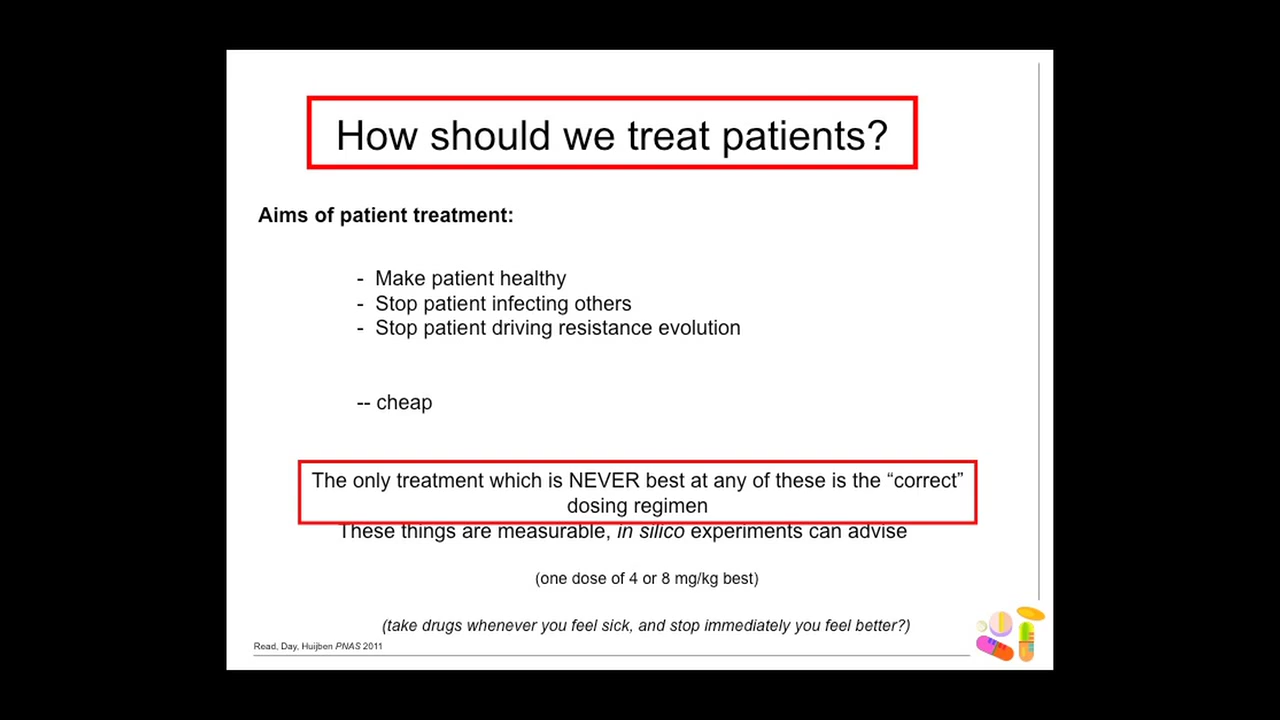 How should we treat patients?
Aims of patient treatment:
- Make patient healthy
- Stop patient infecting others
- Stop patient driving resistance evolution
-- cheap
The only treatment which is NEVER best at any of these is the “correct”
dosing regimen
These things are measurable, in silico experiments can advise
(one dose of 4 or 8 mg/kg best)
(take drugs whenever you feel sick, and stop immediately you feel better?)
Read, Day, Huijben PNAS 2011